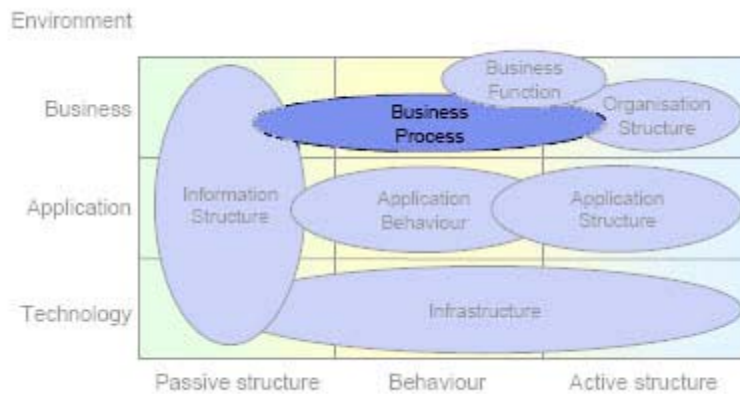 Environment
Business
Function
Business
Business
Process
Organisation
Structure
Application
Information
Structure
Application
Behaviour
Application
Structure
Technology
Infrastructure
Passive structure
Behaviour
Active structure